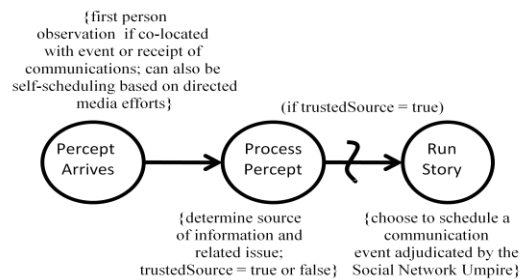 {first person
observation if co-located
with event or receipt of
communications; can also be
self-scheduling based on directed
media efforts}
(if trustedSource = true)
Percept
Arrives
Process
Percept
Run
Story
{determine source
of information and
related issue;
trustedSource = true or false}
{choose to schedule a
communication
event adjudicated by the
Social Network Umpire}